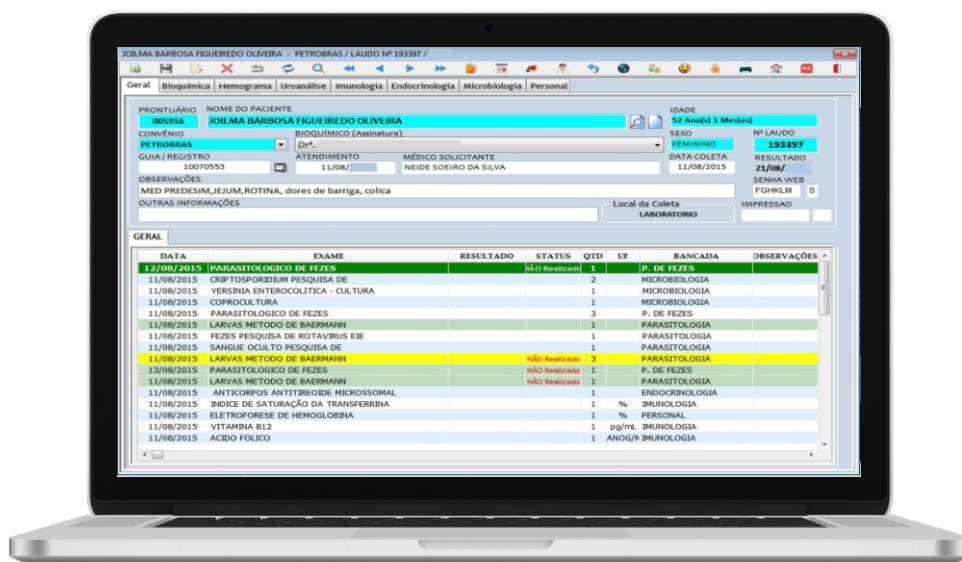 JOILMA BARBOSA FIGUEIREDO OLIVEIRA - PETROBRAS / LAUDO Nº 193397 /
Geral Bioquímica Hemograma Uroanálise Imunologia Endocrinologia Microbiologia Personal
PRONTUÁRIO NOME DO PACIENTE IDADE
005916 JOILMA BARBOSA FIGUEIREDO OLIVEIRA 52 Ano(s) 1 Mes(es)
CONVÊNIO BIOQUÍMICO (Assinatura) SEXO Nº LAUDO
PETROBRAS Drª. FEMININO 193397
GUIA / REGISTRO ATENDIMENTO MÉDICO SOLICITANTE DATA COLETA RESULTADO
10070553 11/08/ NEIDE SOEIRO DA SILVA 11/08/2015 21/08/.
OBSERVAÇÕES SENHA WEB
MED PREDESIM,JEJUM,ROTINA, dores de barriga, colica FGHKLM S
OUTRAS INFORMAÇÕES Local da Coleta IMPRESSAO
LABORATORIO
GERAL
DATA EXAME RESULTADO STATUS QTD UF BANCADA OBSERVAÇÕES
12/08/2015 PARASITOLOGICO DE FEZES NÃO Realizado 1 P. DE FEZES
11/08/2015 CRIPTOSPORIDIUM PESQUISA DE 2 MICROBIOLOGIA
11/08/2015 YERSINIA ENTEROCOLITICA - CULTURA 1 MICROBIOLOGIA
11/08/2015 COPROCULTURA 1 MICROBIOLOGIA
11/08/2015 PARASITOLOGICO DE FEZES 3 P. DE FEZES
11/08/2015 LARVAS METODO DE BAERMANN 1 PARASITOLOGIA
11/08/2015 FEZES PESQUISA DE ROTAVIRUS EIE 1 PARASITOLOGIA
11/08/2015 SANGUE OCULTO PESQUISA DE 1 PARASITOLOGIA
11/08/2015 LARVAS METODO DE BAERMANN NÃO Realizado 3 PARASITOLOGIA
13/08/2015 PARASITOLOGICO DE FEZES NÃO Realizado 1 P. DE FEZES
11/08/2015 LARVAS METODO DE BAERMANN NÃO Realizado 1 PARASITOLOGIA
11/08/2015 ANTICORPOS ANTITIREOIDE MICROSSOMAL 1 ENDOCRINOLOGIA
11/08/2015 INDICE DE SATURAÇÃO DA TRANSFERRINA 1 % IMUNOLOGIA
11/08/2015 ELETROFORESE DE HEMOGLOBINA 1 % PERSONAL
11/08/2015 VITAMINA B12 1 pg/mL IMUNOLOGIA
11/08/2015 ACIDO FOLICO 1 ANOG/M IMUNOLOGIA